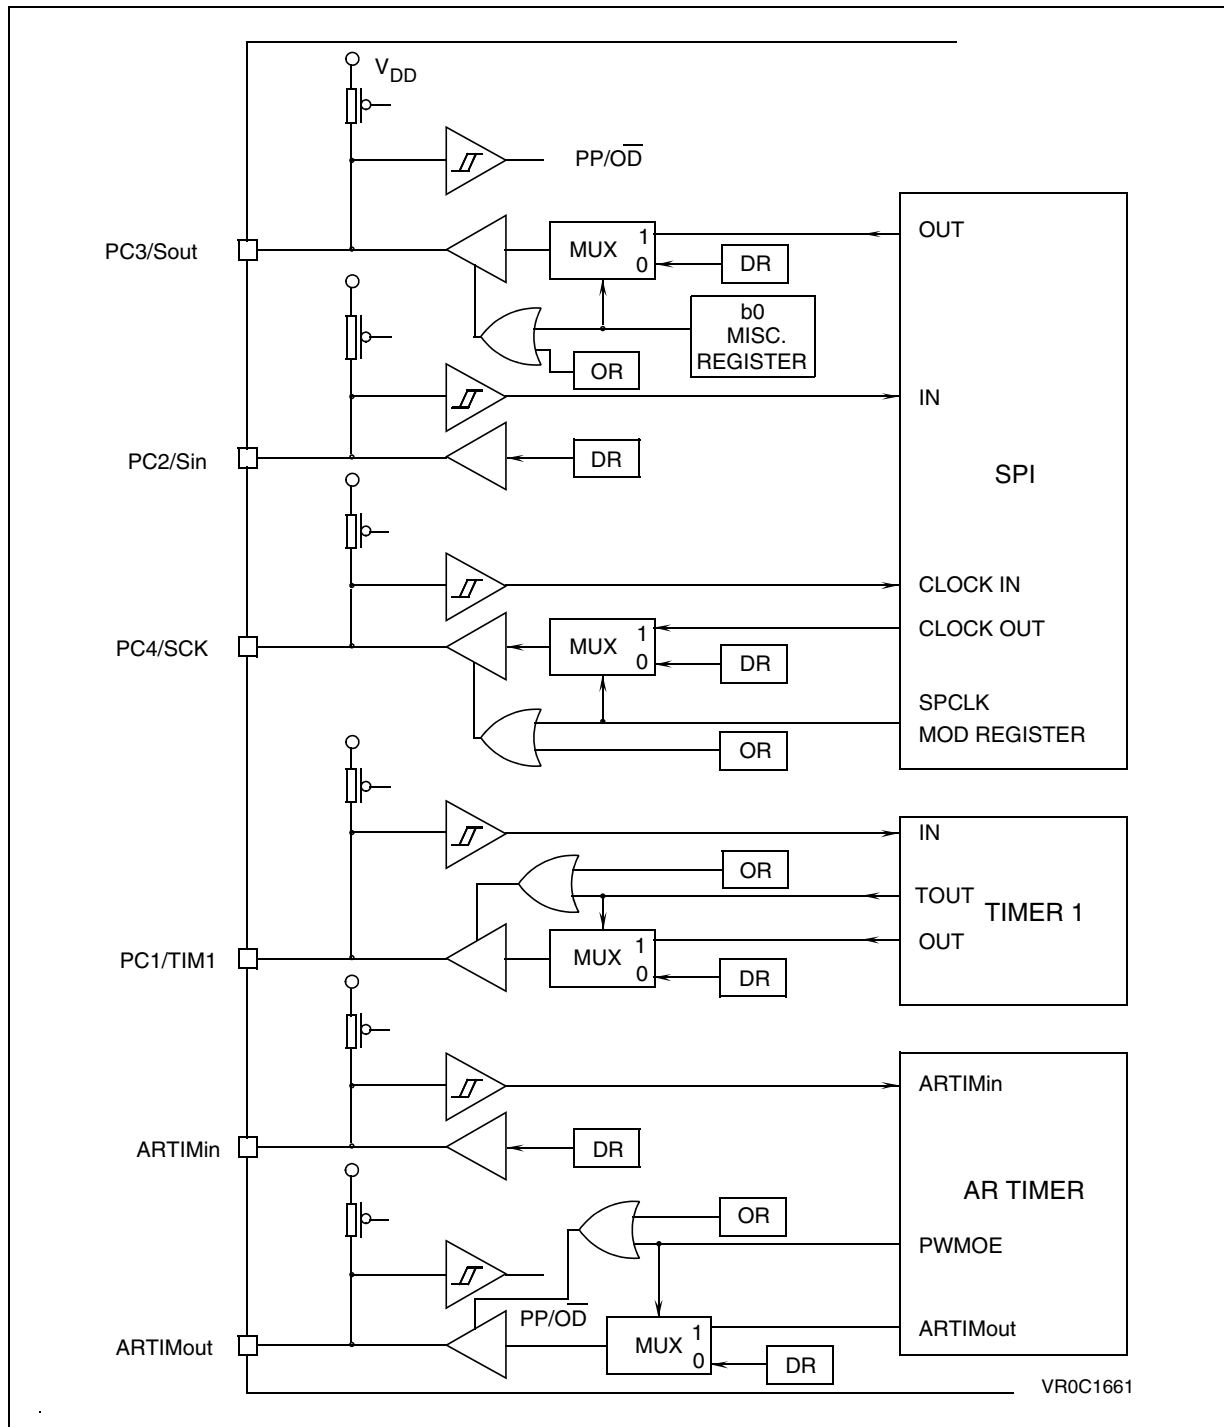 VDD
PP/OD
PC3/Sout
MUX
1
0
DR
OUT
b0
MISC.
REGISTER
OR
IN
PC2/Sin
DR
SPI
CLOCK IN
CLOCK OUT
PC4/SCK
MUX
1
0
DR
SPCLK
MOD REGISTER
OR
IN
OR
TOUT
TIMER 1
OUT
PC1/TIM1
MUX
1
0
DR
ARTIMin
ARTIMin
DR
AR TIMER
OR
PWMOE
PP/OD
ARTIMout
MUX
1
0
DR
ARTIMout
VR0C1661